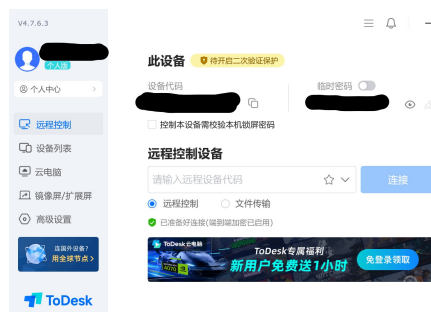 V4.7.6.3
个人版
个人中心
远程控制
设备列表
云电脑
镜像屏/扩展屏
高级设置
连国外设备?
用全球节点
ToDesk
此设备
待开启二次验证保护
设备代码
临时密码
控制本设备需校验本机锁屏密码
远程控制设备
请输入远程设备代码
连接
远程控制
文件传输
已准备好连接(端到端加密已启用)
ToDesk云电脑
ToDesk专属福利
新用户免费送1小时
免登录领取